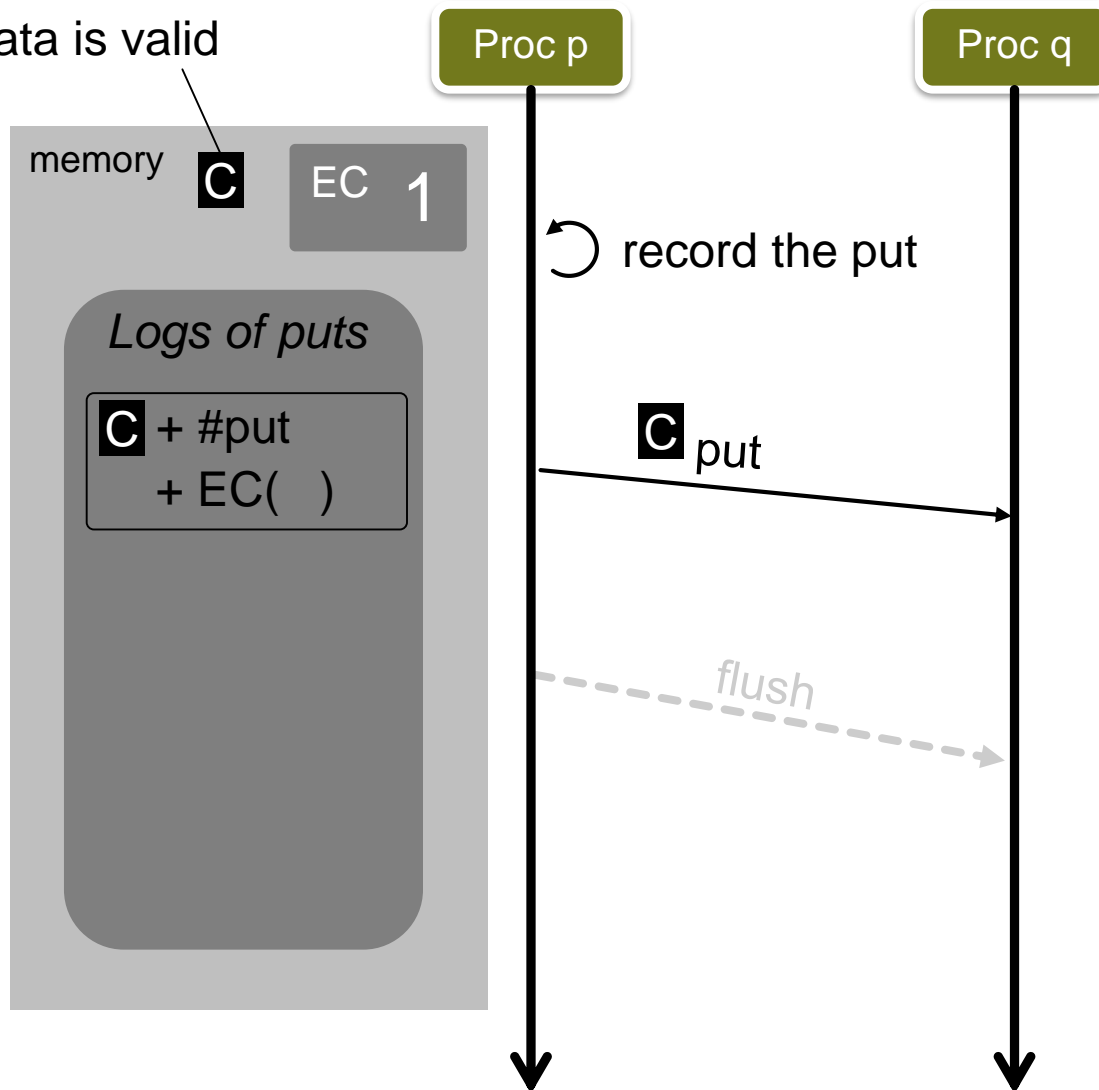 ata is valid
Proc p
Proc q
memory
C
EC 1
record the put
Logs of puts
C + #put
+ EC( )
C put
flush